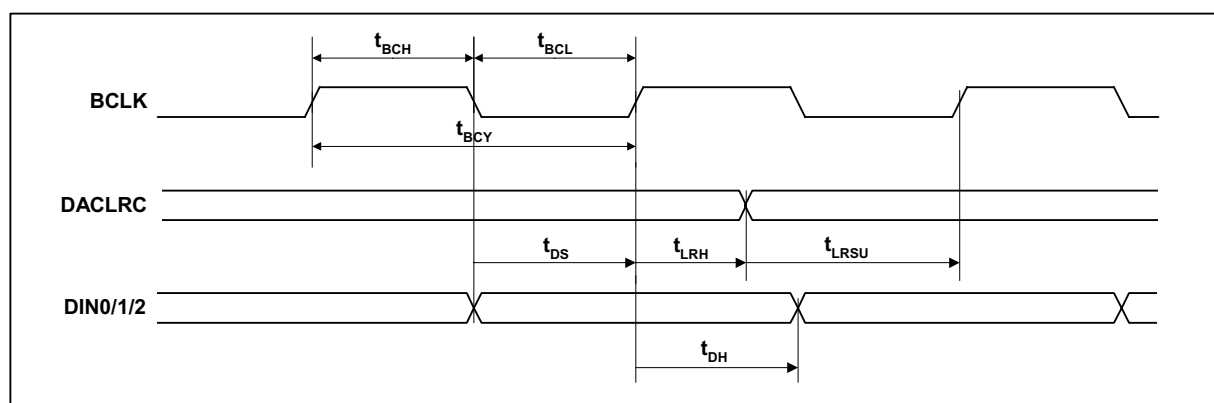 tBCH
tBCL
BCLK
tBCY
DACLRC
tDS
tLRH
tLRSU
DIN0/1/2
tDH